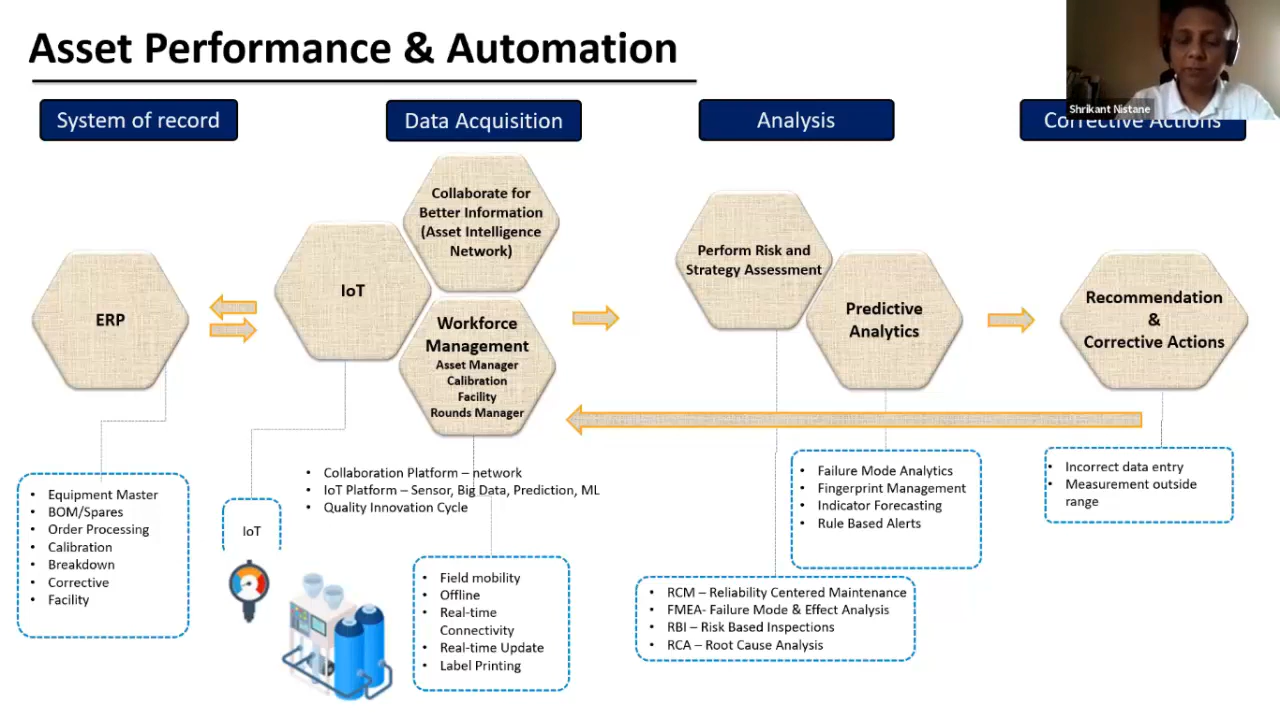 Asset Performance & Automation
Shrikant Nistane
System of record
Data Acquisition
Analysis
Corrective Actions
ERP
IoT
Collaborate for
Better Information
(Asset Intelligence
Network)
Workforce
Management
Asset Manager
Calibration
Facility
Rounds Manager
Perform Risk and
Strategy Assessment
Predictive
Analytics
Recommendation
&
Corrective Actions
• Equipment Master
• BOM/Spares
• Order Processing
• Calibration
• Breakdown
• Corrective
• Facility
IoT
• Collaboration Platform – network
• IoT Platform – Sensor, Big Data, Prediction, ML
• Quality Innovation Cycle
• Field mobility
• Offline
• Real-time
Connectivity
• Real-time Update
• Label Printing
• Failure Mode Analytics
• Fingerprint Management
• Indicator Forecasting
• Rule Based Alerts
• RCM – Reliability Centered Maintenance
• FMEA- Failure Mode & Effect Analysis
• RBI – Risk Based Inspections
• RCA – Root Cause Analysis
• Incorrect data entry
• Measurement outside
range